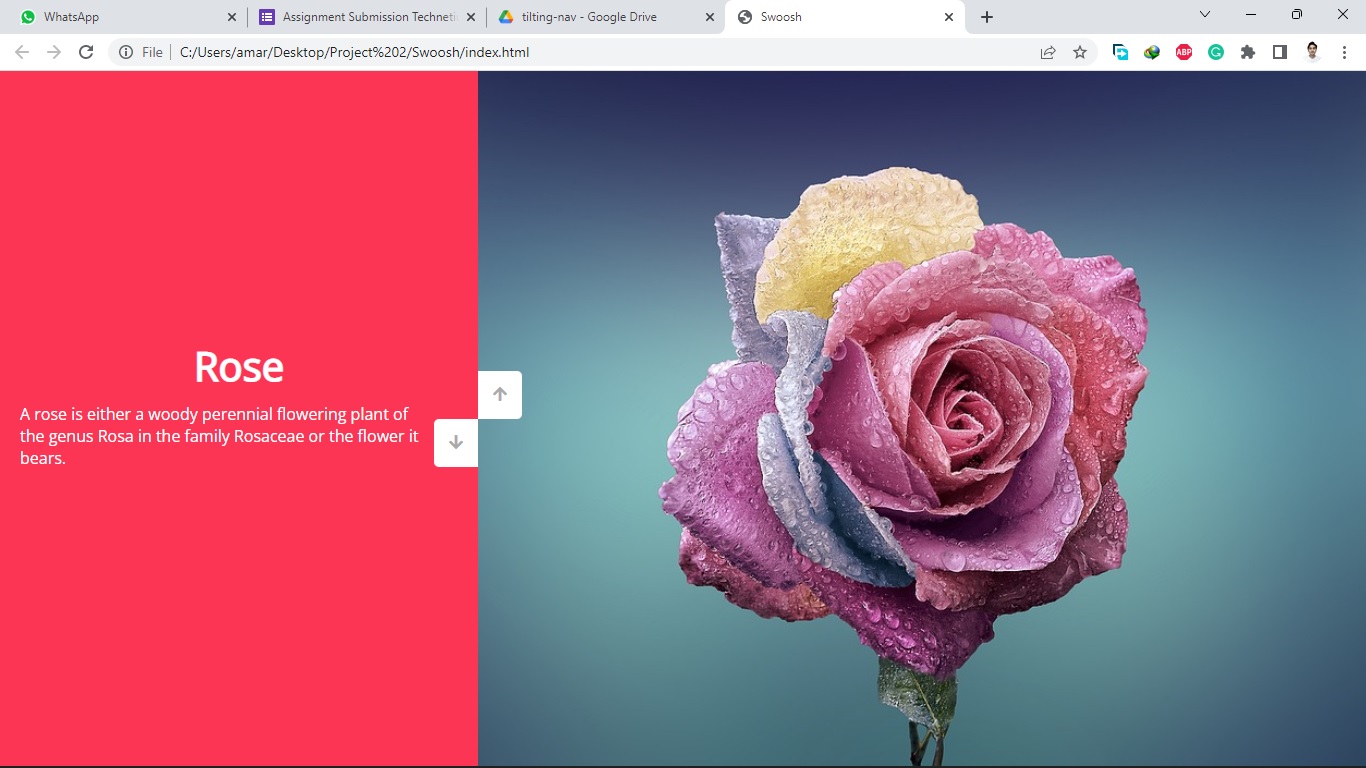 WhatsApp
Assignment Submission Techneti
tilting-nav - Google Drive
Swoosh
File
C:/Users/amar/Desktop/Project%202/Swoosh/index.html
ABP
G
Rose
A rose is either a woody perennial flowering plant of
the genus Rosa in the family Rosaceae or the flower it
bears.